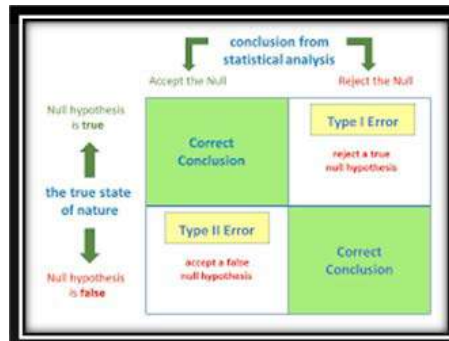 conclusion from
statistical analysis
Accept the Null
Reject the Null
Null hypothesis
is true
Correct
Conclusion
Type I Error
reject a true
null hypothesis
the true state
of nature
Type II Error
accept a false
null hypothesis
Correct
Conclusion
Null hypothesis
is false